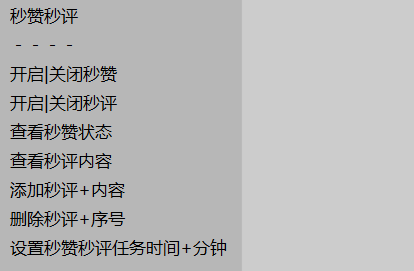 秒赞秒评
- - - -
开启|关闭秒赞
开启|关闭秒评
查看秒赞状态
查看秒评内容
添加秒评+内容
删除秒评+序号
设置秒赞秒评任务时间+分钟